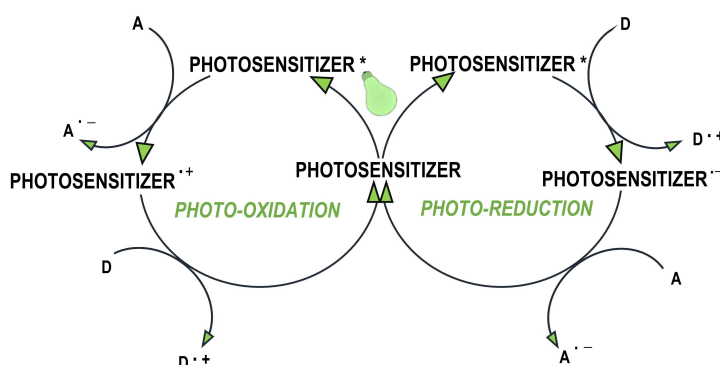 A
D
PHOTOSENSITIZER *
PHOTOSENSITIZER *
A·−
D·+
PHOTOSENSITIZER·+
PHOTOSENSITIZER
PHOTOSENSITIZER·−
PHOTO-OXIDATION
PHOTO-REDUCTION
D
A
D·+
A·−